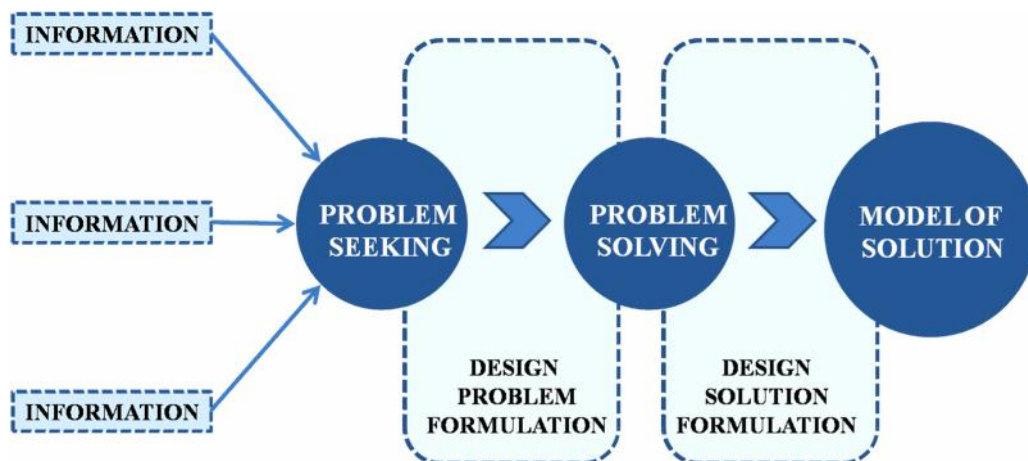 INFORMATION
INFORMATION
INFORMATION
PROBLEM
SEEKING
PROBLEM
SOLVING
MODEL OF
SOLUTION
DESIGN
PROBLEM
FORMULATION
DESIGN
SOLUTION
FORMULATION